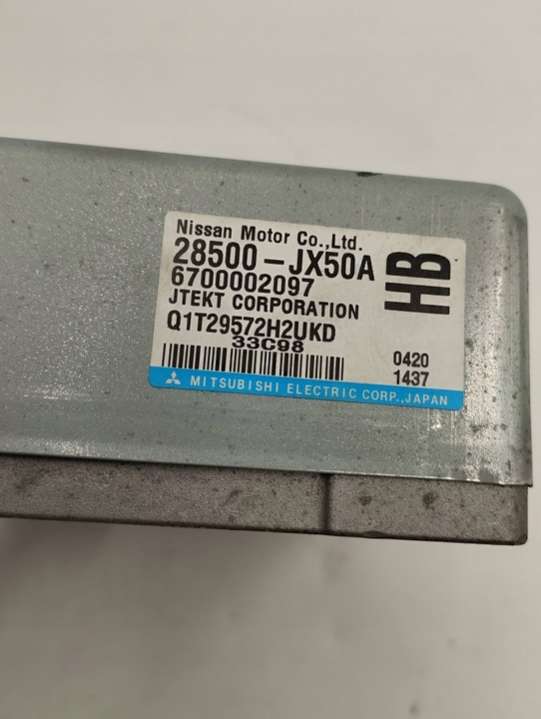 Nissan Motor Co.,Ltd.
28500-JX50A
6700002097
JTEKT CORPORATION
Q1T29572H2UKD
33C98
HB
0420
1437
MITSUBISHI ELECTRIC CORP.,JAPAN